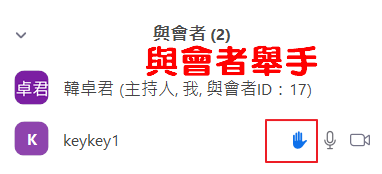 與會者 (2)
與會者舉手
卓君 韓卓君 (主持人, 我, 與會者ID：17)
K keykey1